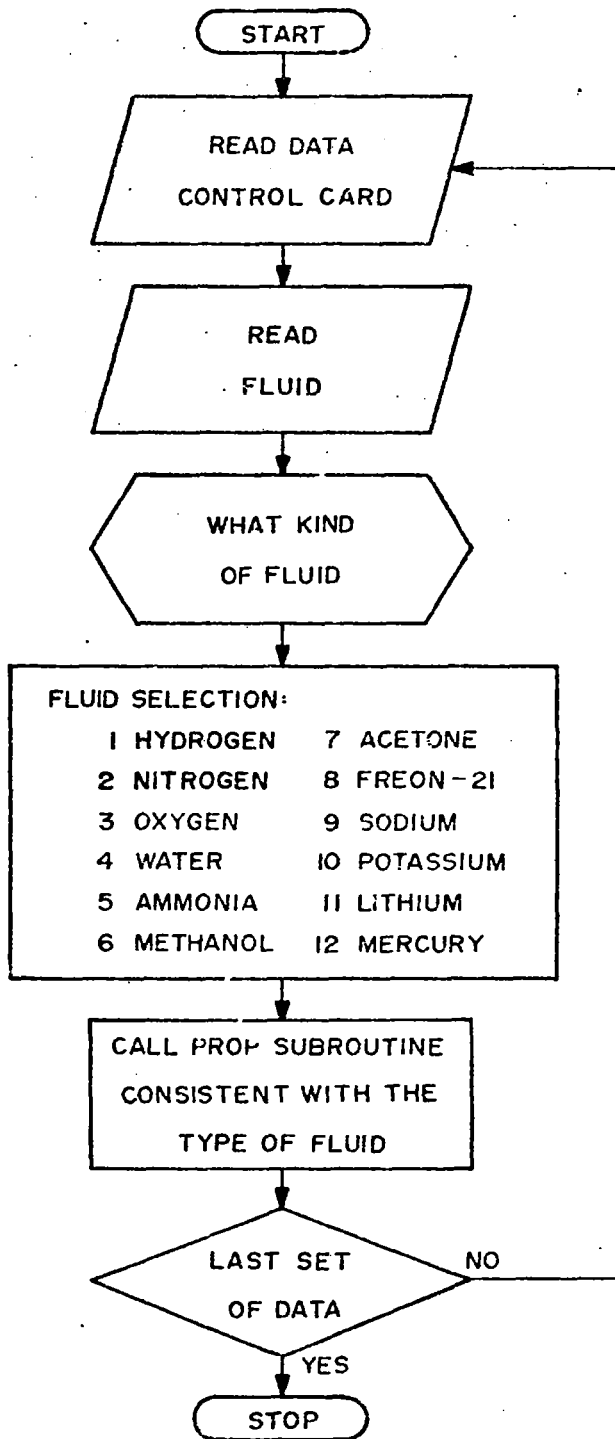 START
READ DATA
CONTROL CARD
READ
FLUID
WHAT KIND
OF FLUID
FLUID SELECTION:
1 HYDROGEN 7 ACETONE
2 NITROGEN 8 FREON-21
3 OXYGEN 9 SODIUM
4 WATER 10 POTASSIUM
5 AMMONIA 11 LITHIUM
6 METHANOL 12 MERCURY
CALL PROP SUBROUTINE
CONSISTENT WITH THE
TYPE OF FLUID
LAST SET
OF DATA
NO
YES
STOP